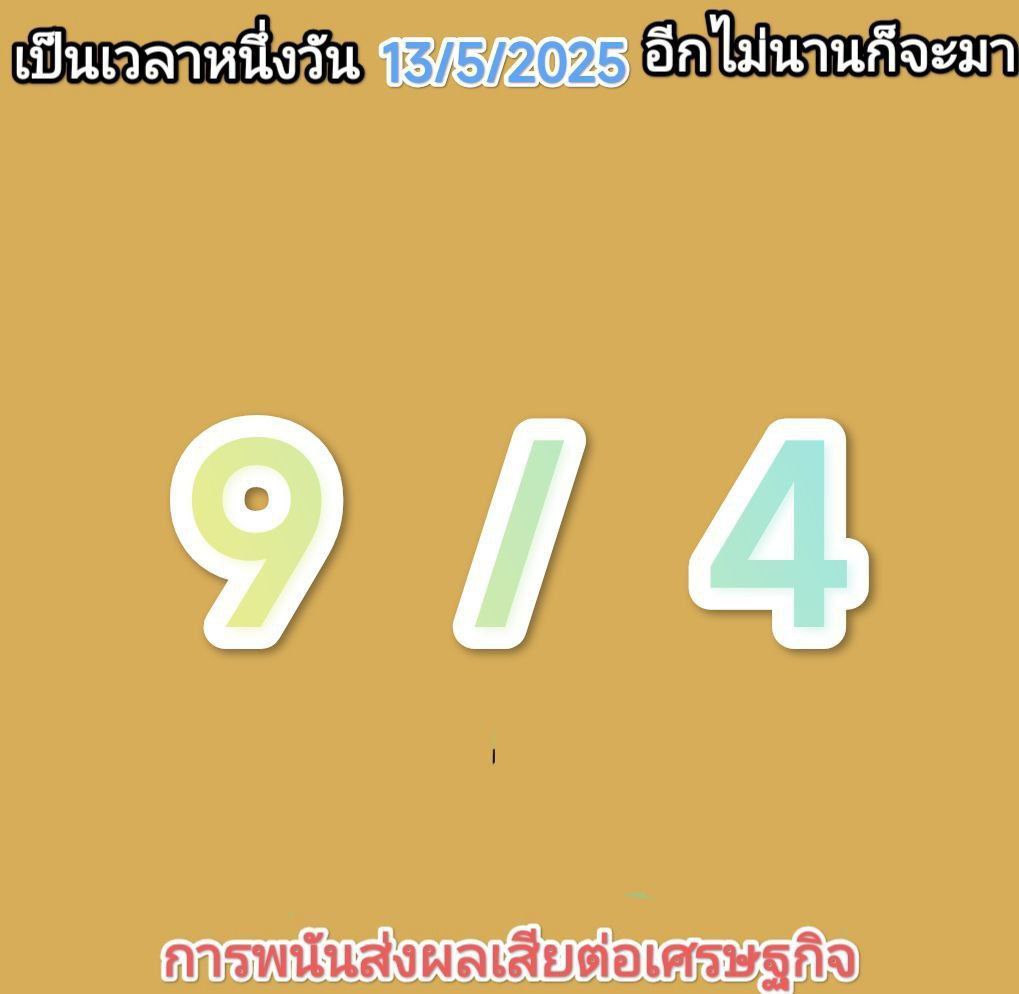 เป็นเวลาหนึ่งวัน 13/5/2025 อีกไม่นานก็จะมา
9 / 4
การพนันส่งผลเสียต่อเศรษฐกิจ